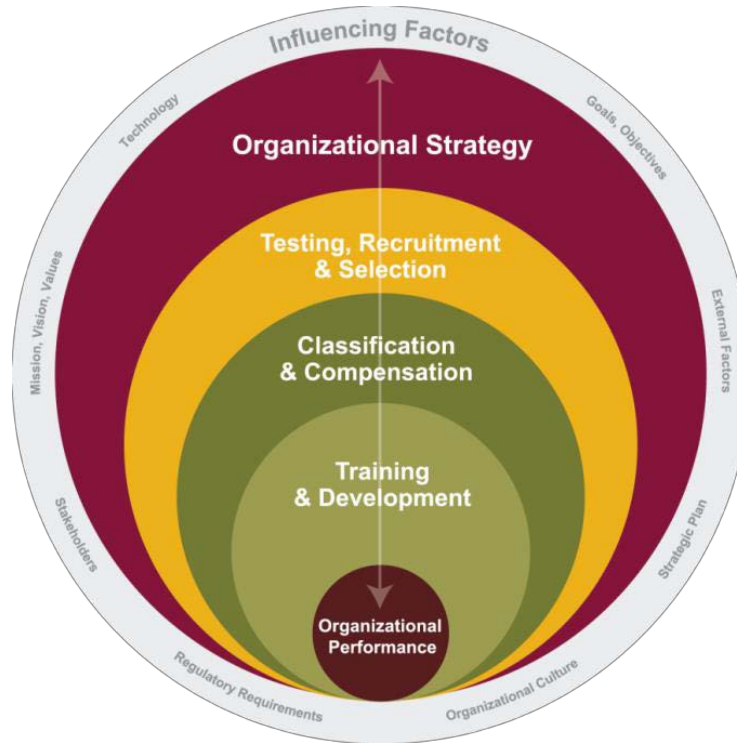 Influencing Factors
Technology
Goals, Objectives
Organizational Strategy
Testing, Recruitment
& Selection
Mission, Vision, Values
External Factors
Classification
& Compensation
Training
& Development
Stakeholders
Strategic Plan
Organizational
Performance
Regulatory Requirements
Organizational Culture